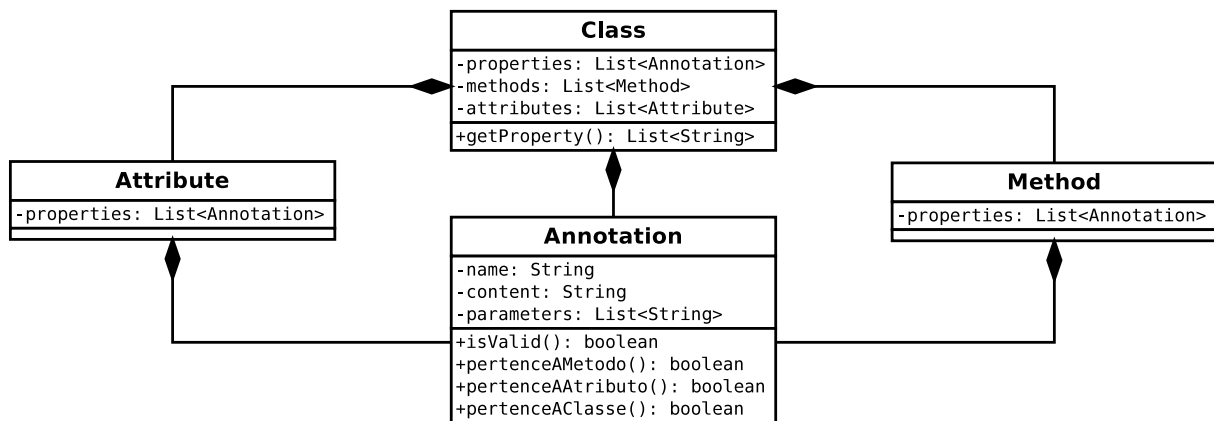 Class
-properties: List<Annotation>
-methods: List<Method>
-attributes: List<Attribute>
+getProperty(): List<String>
Attribute
-properties: List<Annotation>
Method
-properties: List<Annotation>
Annotation
-name: String
-content: String
-parameters: List<String>
+isValid(): boolean
+pertenceAMetodo(): boolean
+pertenceAAtributo(): boolean
+pertenceAClasse(): boolean